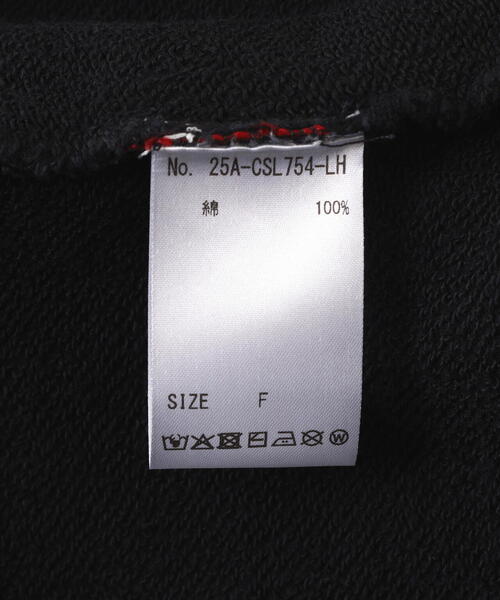 No. 25A-CSL754-LH
綿 100%
SIZE F
W